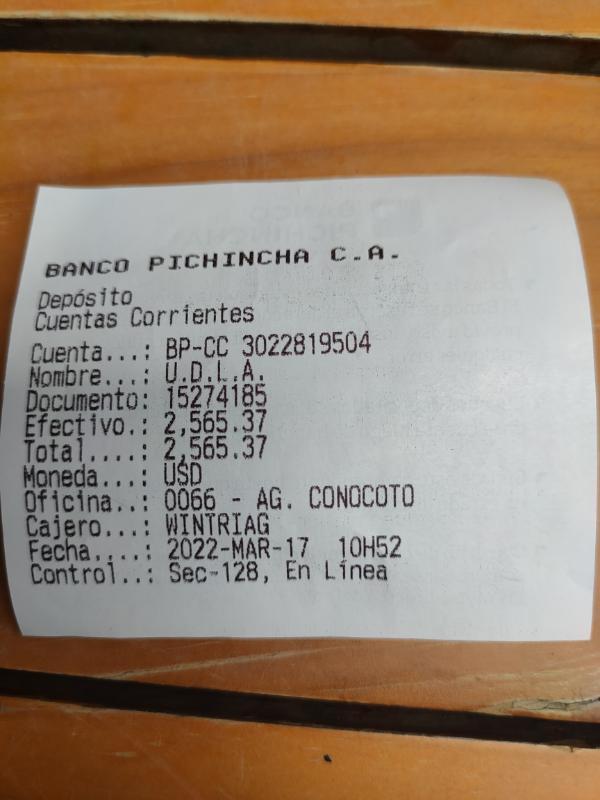 BANCO PICHINCHA C.A.
Depósito
Cuentas Corrientes
Cuenta...: BP-CC 3022819504
Nombre...: U.D.L.A.
Documento: 15274185
Efectivo.: 2,565.37
Total....: 2,565.37
Moneda...: USD
Oficina..: 0066 - AG. CONOCOTO
Cajero...: WINTRIAG
Fecha....: 2022-MAR-17 10H52
Control..: Sec-128, En Línea